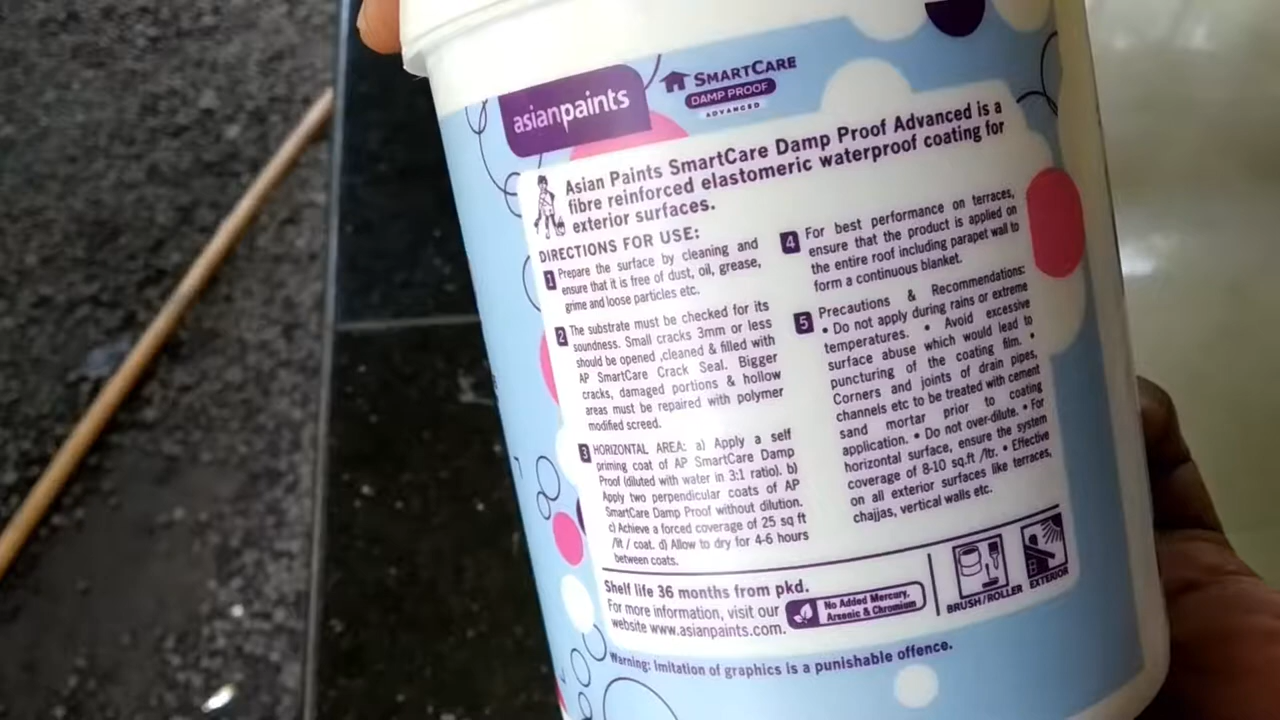 asianpaints
SMARTCARE
DAMP PROOF
ADVANCED
Asian Paints SmartCare Damp Proof Advanced is a
fibre reinforced elastomeric waterproof coating for
exterior surfaces.
DIRECTIONS FOR USE:
1 Prepare the surface by cleaning and
ensure that it is free of dust, oil, grease,
grime and loose particles etc.
2 The substrate must be checked for its
soundness. Small cracks 3mm or less
should be opened ,cleaned & filled with
AP SmartCare Crack Seal. Bigger
cracks, damaged portions & hollow
areas must be repaired with polymer
modified screed.
3 HORIZONTAL AREA: a) Apply a self
priming coat of AP SmartCare Damp
Proof (diluted with water in 3:1 ratio). b)
Apply two perpendicular coats of AP
SmartCare Damp Proof without dilution.
c) Achieve a forced coverage of 25 sq ft
/lit / coat. d) Allow to dry for 4-6 hours
between coats.
4 For best performance on terraces,
ensure that the product is applied on
the entire roof including parapet wall to
form a continuous blanket.
5 Precautions & Recommendations:
• Do not apply during rains or extreme
temperatures. • Avoid excessive
surface abuse which would lead to
puncturing of the coating film. •
Corners and joints of drain pipes,
channels etc to be treated with cement
sand mortar prior to coating
application. • Do not over-dilute. • For
horizontal surface, ensure the system
coverage of 8-10 sq.ft /ltr. • Effective
on all exterior surfaces like terraces,
chajjas, vertical walls etc.
Shelf life 36 months from pkd.
For more information, visit our
website www.asianpaints.com.
No Added Mercury,
Arsenic & Chromium
BRUSH/ROLLER
EXTERIOR
Warning: Imitation of graphics is a punishable offence.